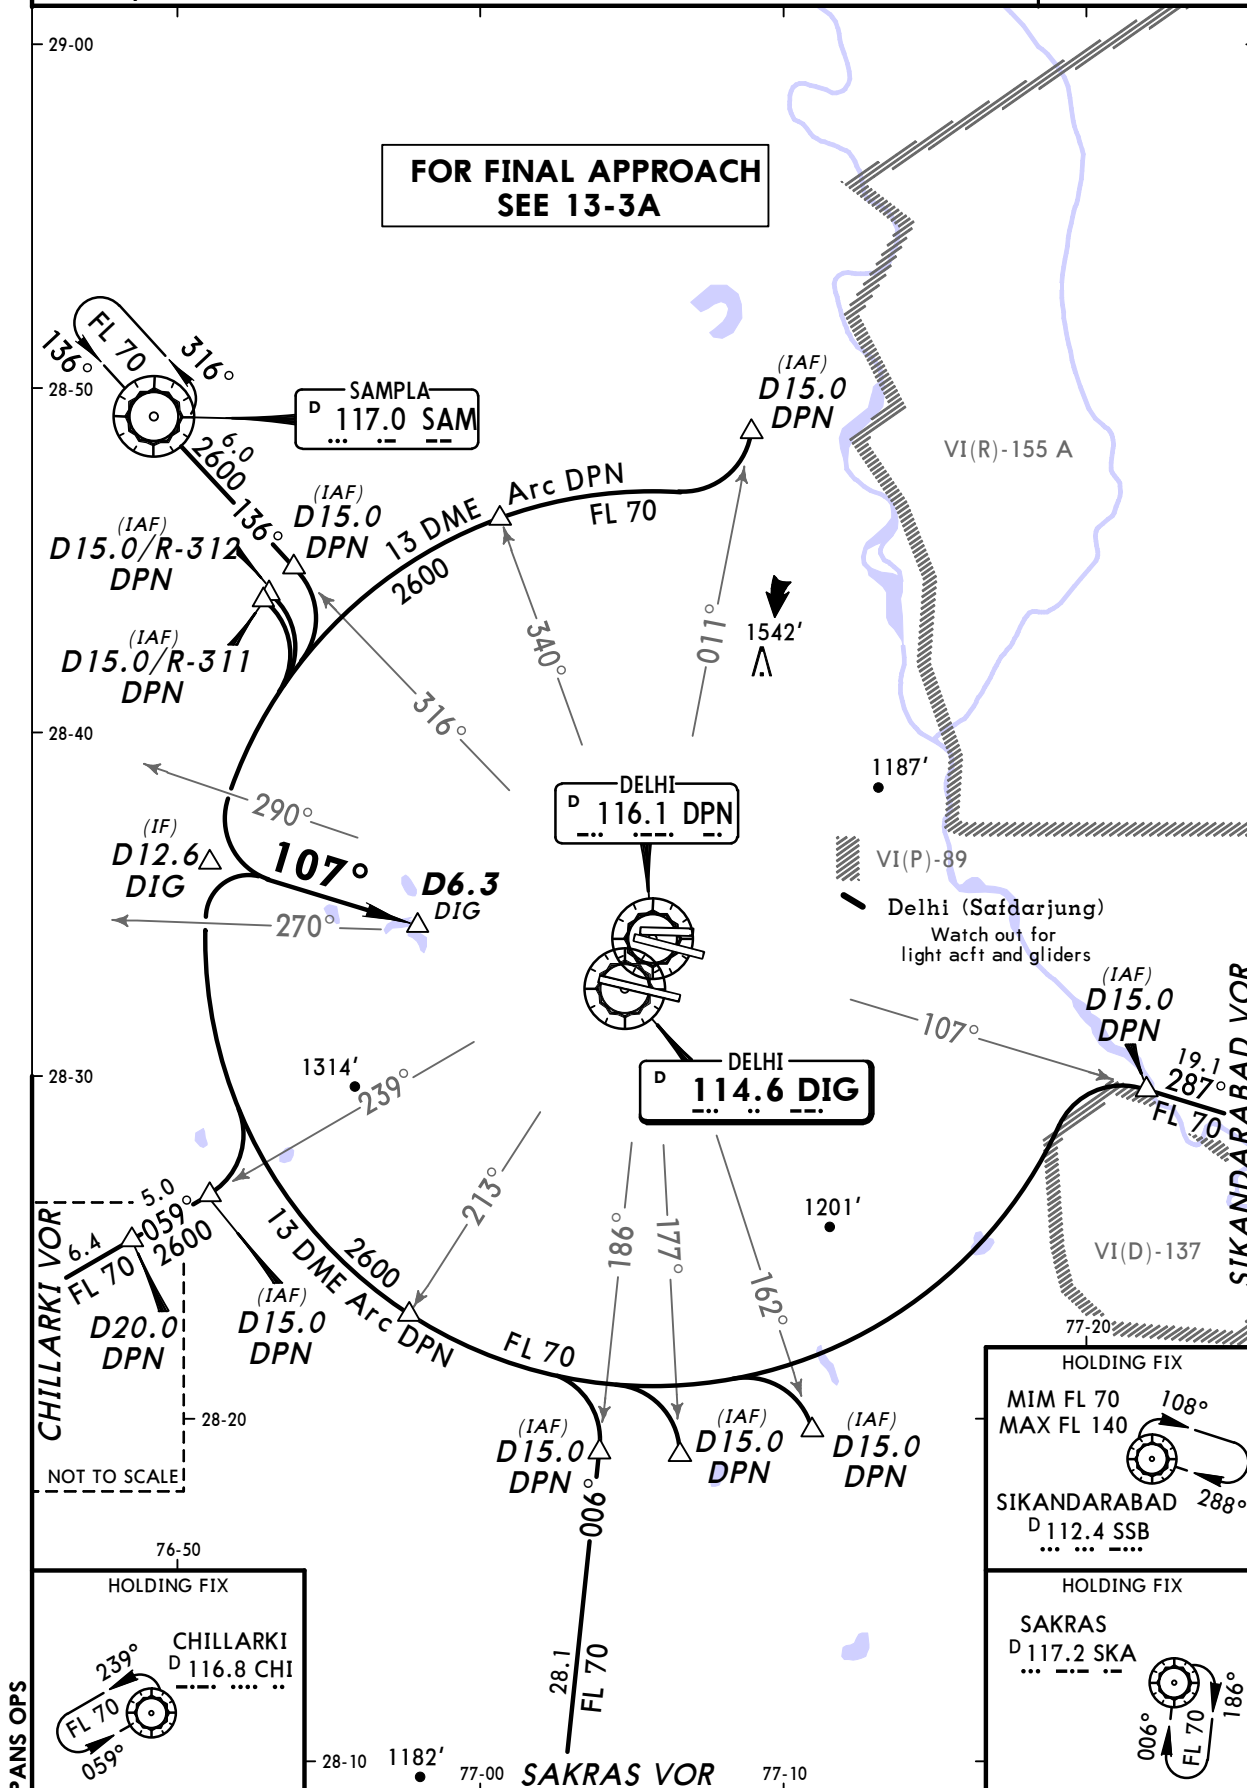 29-00
FOR FINAL APPROACH
SEE 13-3A
FL 70
136°
316°
28-50
SAMPLA
D 117.0 SAM
(IAF)
D15.0
DPN
VI(R)-155 A
6.0
2600
136°
(IAF)
D15.0
DPN
13 DME Arc DPN
FL 70
2600
(IAF)
D15.0/R-312
DPN
(IAF)
D15.0/R-311
DPN
340°
011°
1542'
316°
28-40
290°
1187'
DELHI
D 116.1 DPN
(IF)
D12.6
DIG
107°
D6.3
DIG
270°
VI(P)-89
Delhi (Safdarjung)
Watch out for
light acft and gliders
(IAF)
D15.0
DPN
107°
19.1
287°
FL 70
SIKANDARABAD VOR
DELHI
D 114.6 DIG
28-30
1314'
239°
213°
186°
177°
162°
1201'
VI(D)-137
5.0
059°
2600
6.4
FL 70
CHILLARKI VOR
D20.0
DPN
(IAF)
D15.0
DPN
2600
13 DME Arc DPN
FL 70
28-20
NOT TO SCALE
(IAF)
D15.0
DPN
(IAF)
D15.0
DPN
(IAF)
D15.0
DPN
77-20
HOLDING FIX
MIM FL 70
MAX FL 140
108°
288°
SIKANDARABAD
D 112.4 SSB
006°
28.1
FL 70
SAKRAS VOR
76-50
HOLDING FIX
CHILLARKI
D 116.8 CHI
239°
FL 70
059°
HOLDING FIX
SAKRAS
D 117.2 SKA
006°
FL 70
186°
PANS OPS
28-10
1182'
77-00
77-10